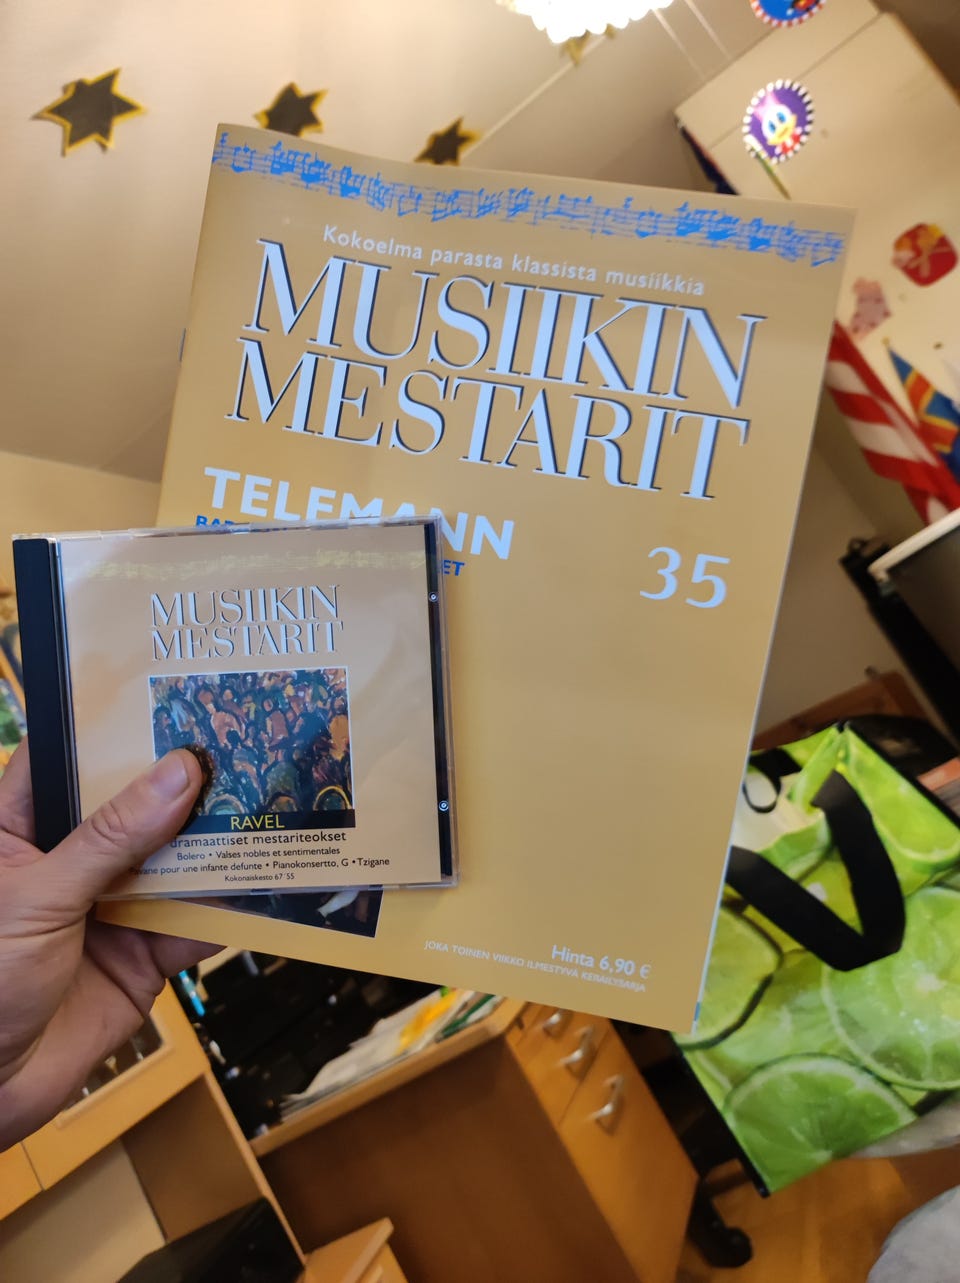 Kokoelma parasta klassista musiikkia
MUSIIKIN
MESTARIT
TELEMANN
35
Hinta 6,90 €
JOKA TOINEN VIIKKO ILMESTYVÄ KERÄILYSARJA
MUSIIKIN
MESTARIT
RAVEL
dramaattiset mestariteokset
Bolero • Valses nobles et sentimentales
Pavane pour une infante defunte • Pianokonsertto, G • Tzigane
Kokonaiskesto 67´55